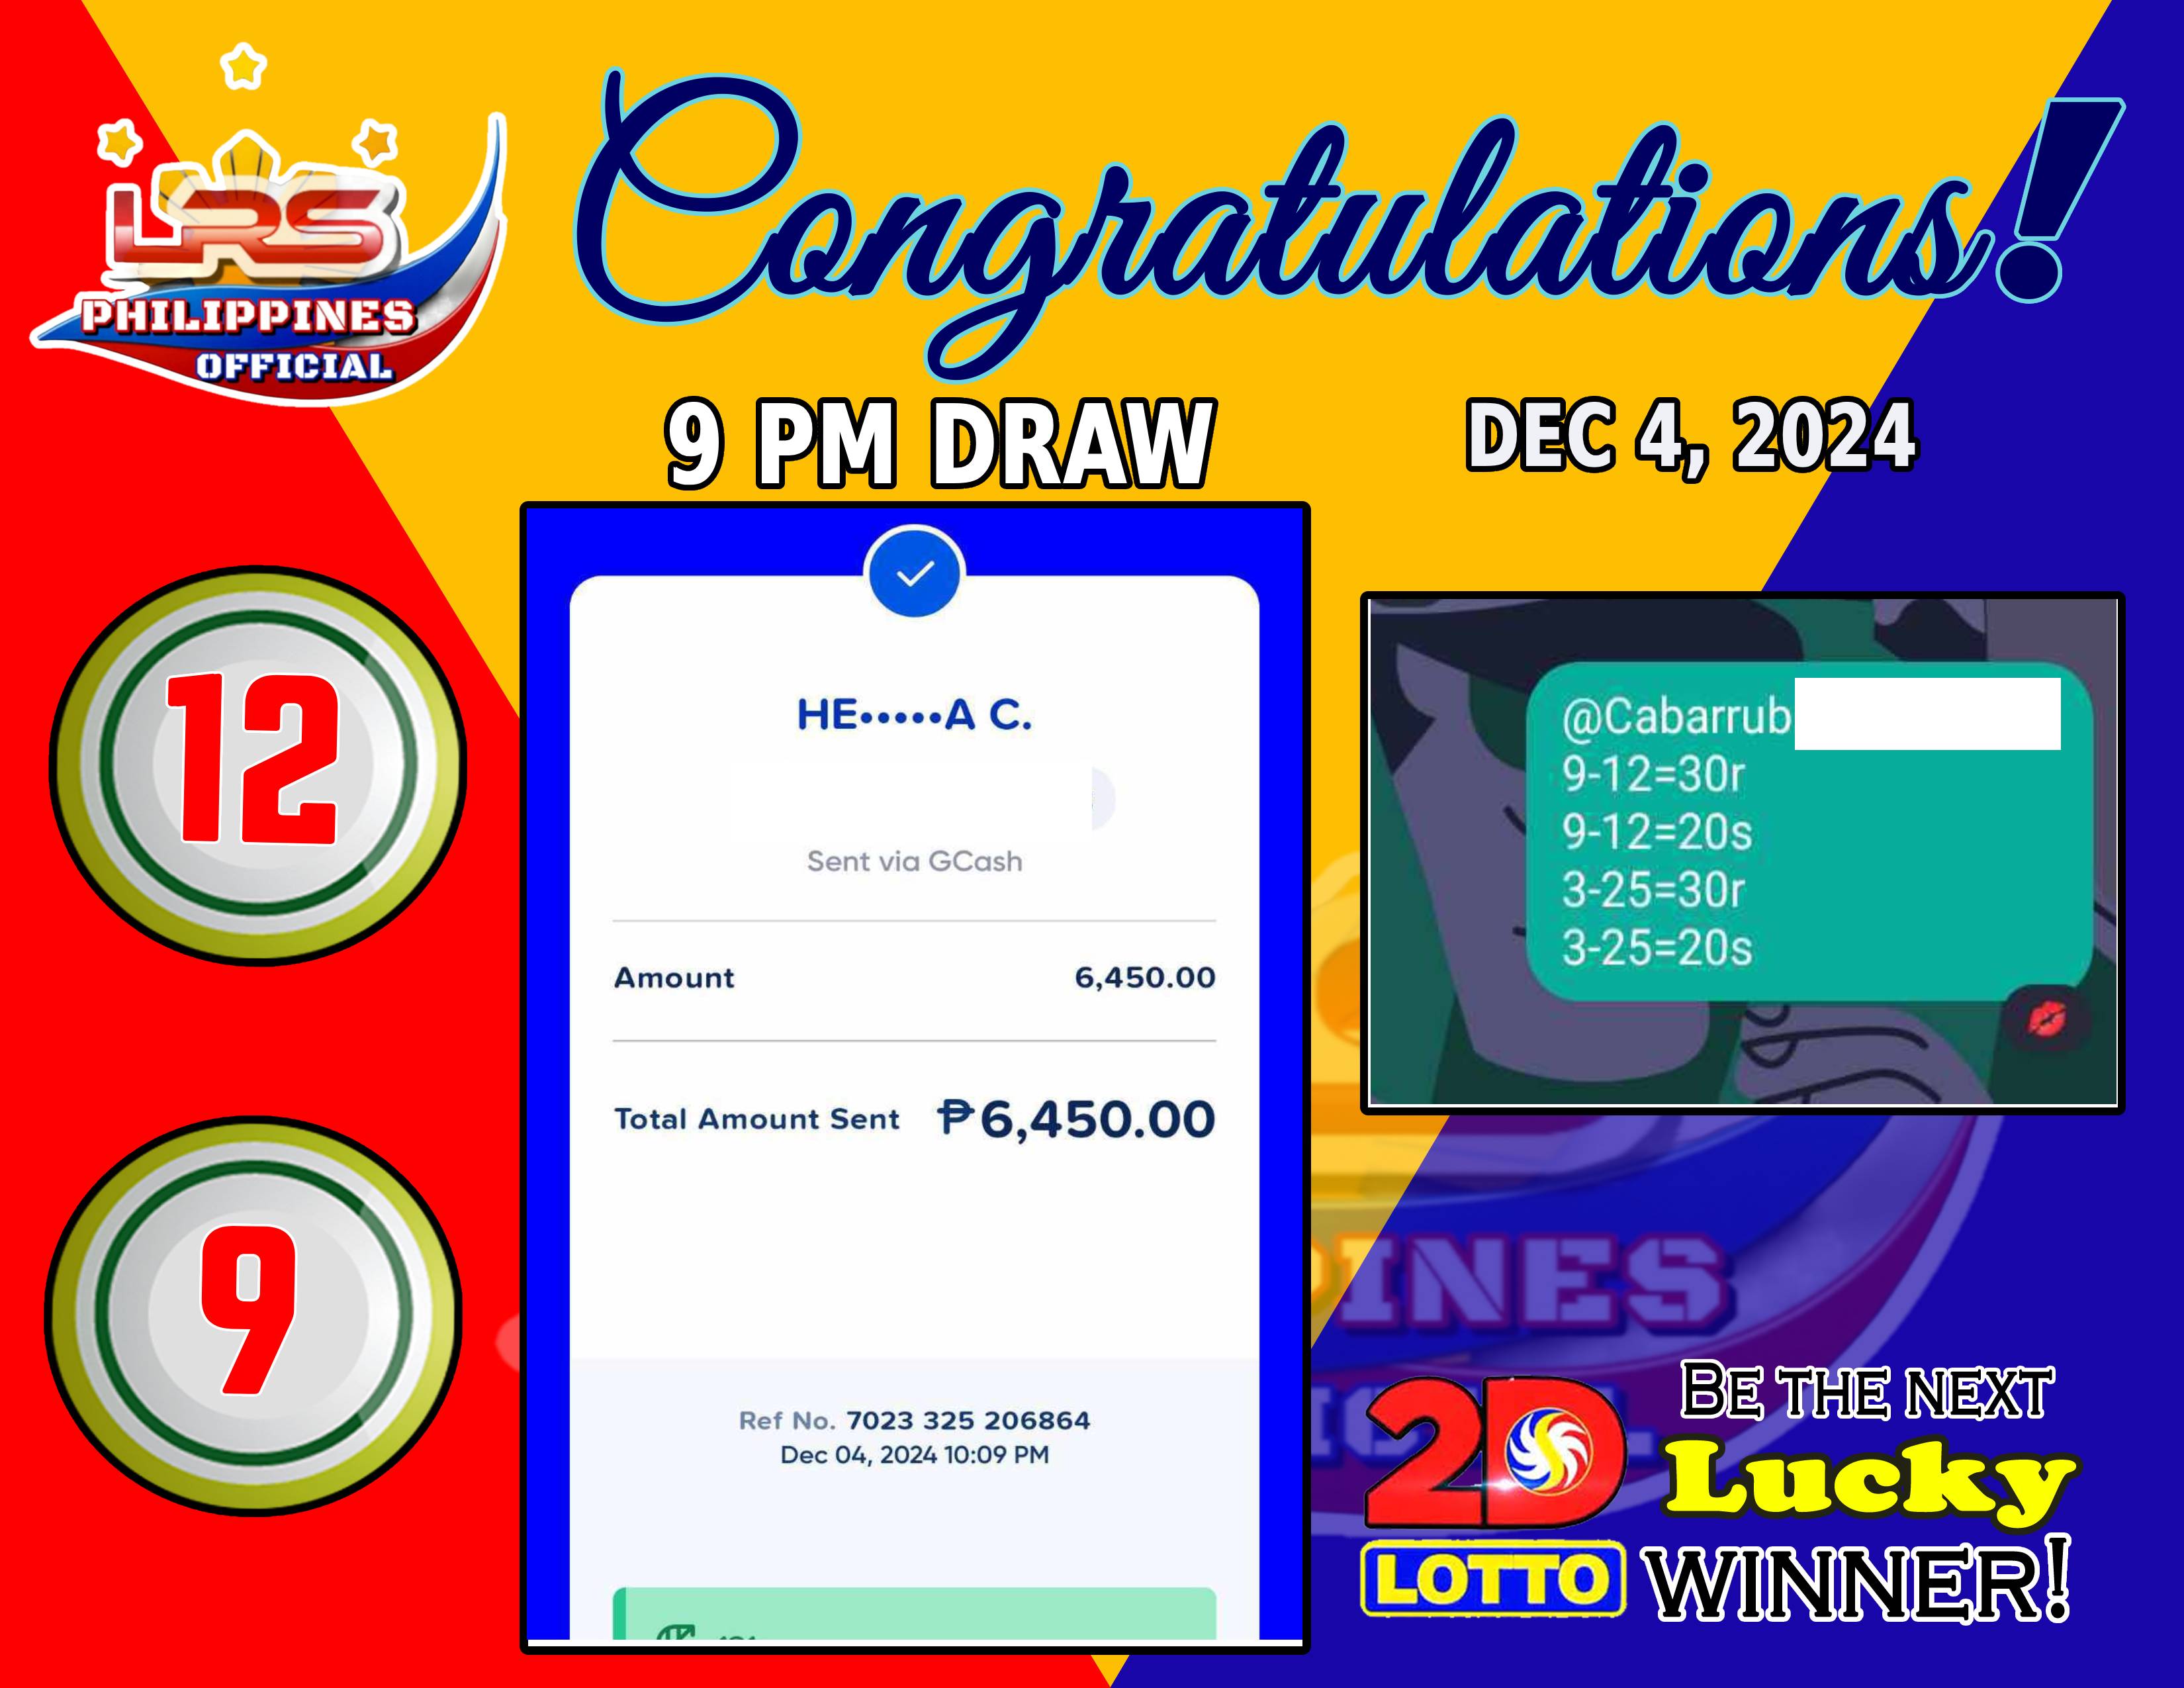 LRS
PHILIPPINES
OFFICIAL
Congratulations!
9 PM DRAW
DEC 4, 2024
12
9
HE•••••A C.
Sent via GCash
Amount 6,450.00
Total Amount Sent ₱6,450.00
Ref No. 7023 325 206864
Dec 04, 2024 10:09 PM
@Cabarrub
9-12=30r
9-12=20s
3-25=30r
3-25=20s
PINES
2D
LOTTO
BE THE NEXT
Lucky
WINNER!